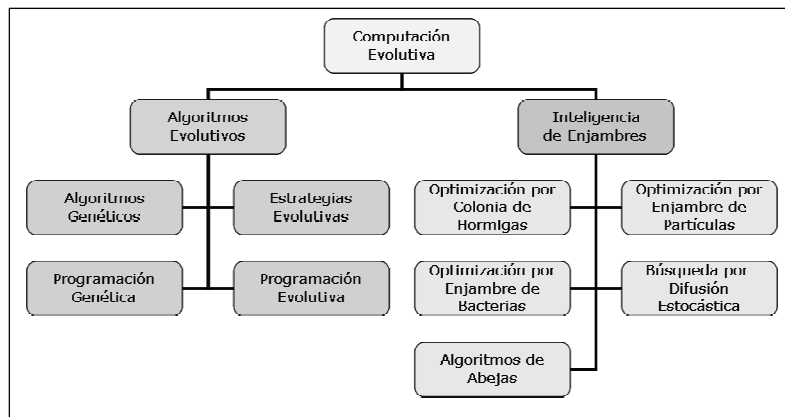 Computación
Evolutiva
Algoritmos
Evolutivos
Inteligencia
de Enjambres
Algoritmos
Genéticos
Estrategias
Evolutivas
Optimización por
Colonia de
Hormigas
Optimización por
Enjambre de
Partículas
Programación
Genética
Programación
Evolutiva
Optimización por
Enjambre de
Bacterias
Búsqueda por
Difusión
Estocástica
Algoritmos de
Abejas